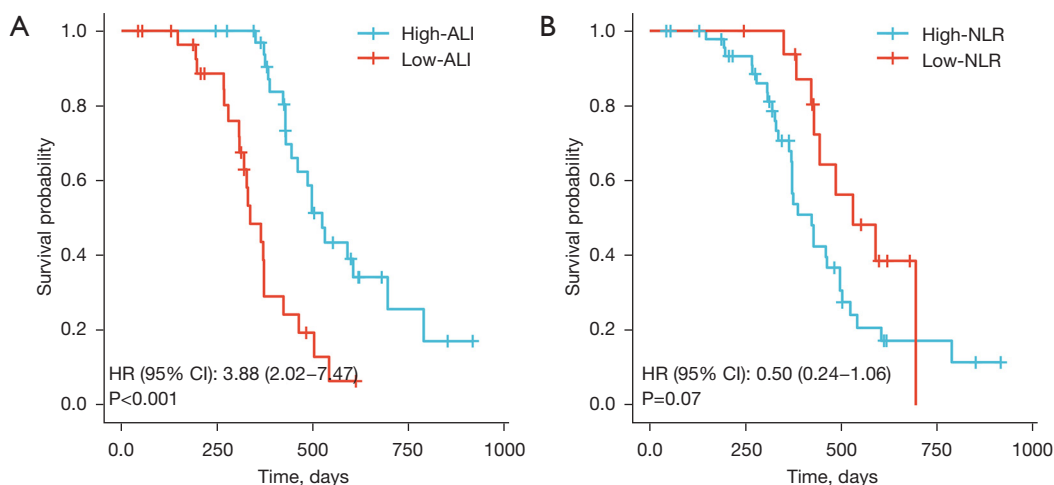 A
High-ALI
Low-ALI
1.0
0.8
0.6
0.4
0.2
0.0
Survival probability
HR (95% CI): 3.88 (2.02–7.47)
P<0.001
0.0 250 500 750 1000
Time, days
B
High-NLR
Low-NLR
1.0
0.8
0.6
0.4
0.2
0.0
Survival probability
HR (95% CI): 0.50 (0.24–1.06)
P=0.07
0.0 250 500 750 1000
Time, days